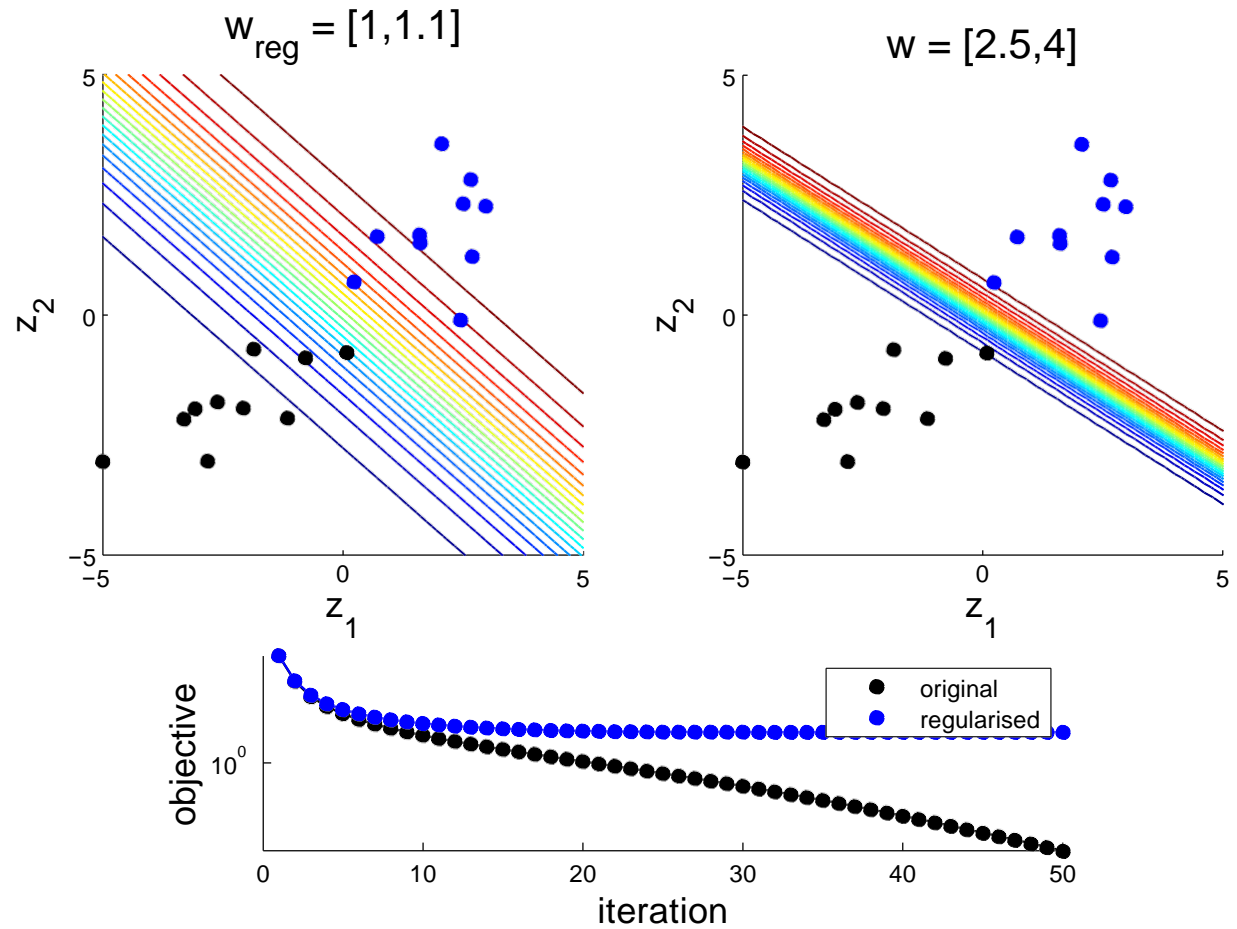 w_reg = [1,1.1]
w = [2.5,4]
5
0
−5
z_2
−5
0
5
z_1
5
0
−5
z_2
−5
0
5
z_1
objective
10^0
original
regularised
0
10
20
30
40
50
iteration